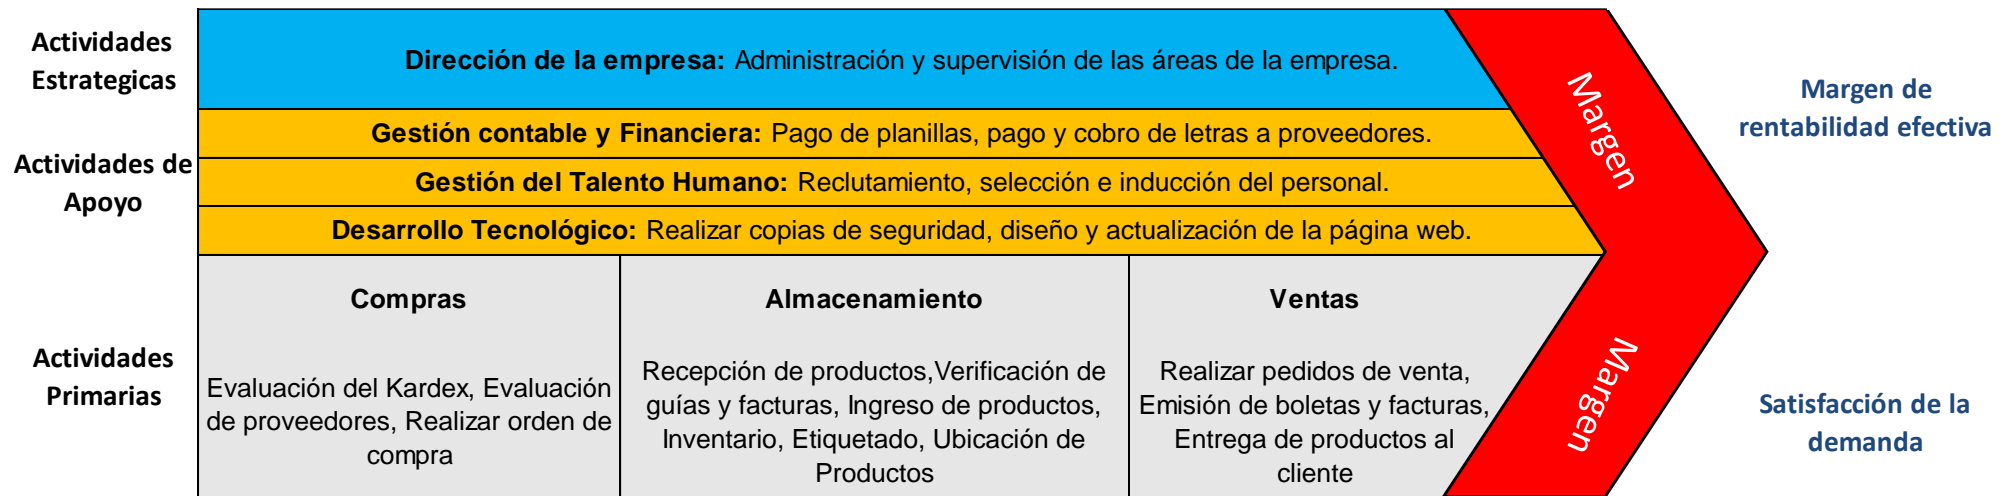 Actividades
Estrategicas
Dirección de la empresa: Administración y supervisión de las áreas de la empresa.
Actividades de
Apoyo
Gestión contable y Financiera: Pago de planillas, pago y cobro de letras a proveedores.
Gestión del Talento Humano: Reclutamiento, selección e inducción del personal.
Desarrollo Tecnológico: Realizar copias de seguridad, diseño y actualización de la página web.
Margen
Margen de
rentabilidad efectiva
Actividades
Primarias
Compras
Evaluación del Kardex, Evaluación
de proveedores, Realizar orden de
compra
Almacenamiento
Recepción de productos,Verificación de
guías y facturas, Ingreso de productos,
Inventario, Etiquetado, Ubicación de
Productos
Ventas
Realizar pedidos de venta,
Emisión de boletas y facturas,
Entrega de productos al
cliente
Margen
Satisfacción de la
demanda